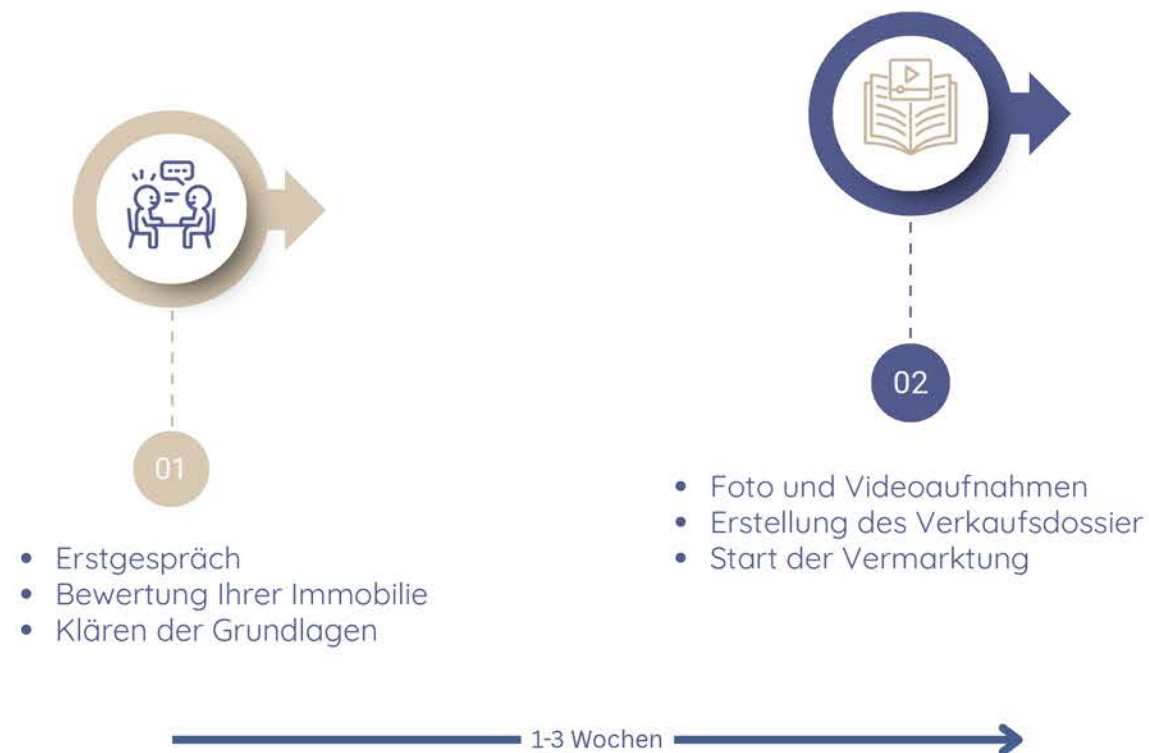 01
• Erstgespräch
• Bewertung Ihrer Immobilie
• Klären der Grundlagen
02
• Foto und Videoaufnahmen
• Erstellung des Verkaufsdossier
• Start der Vermarktung
1-3 Wochen